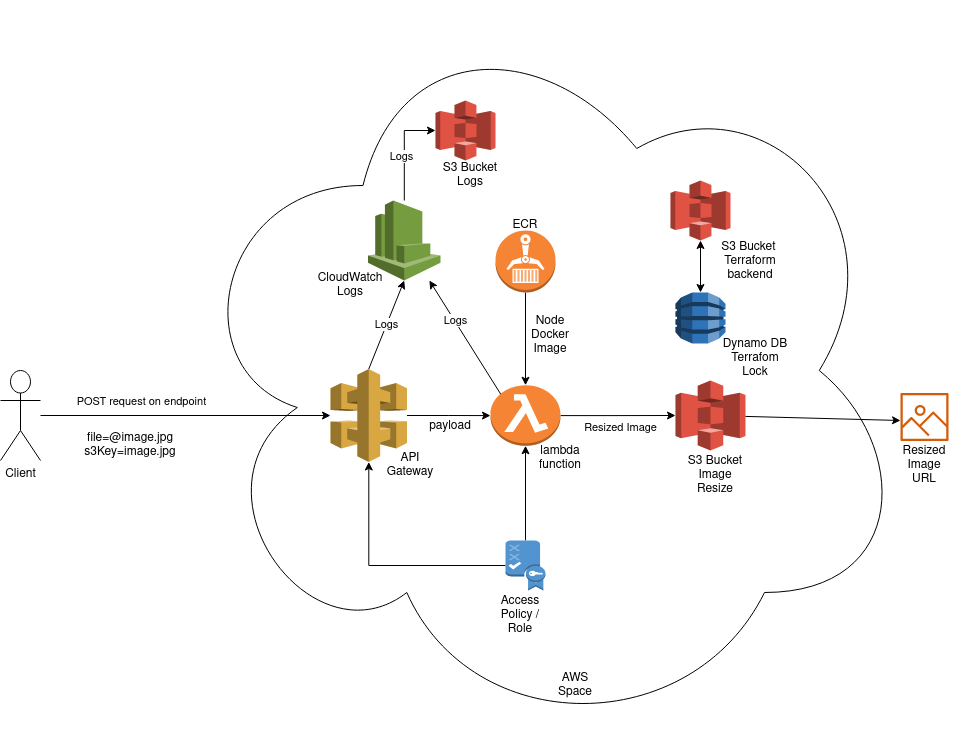 Logs
S3 Bucket
Logs
ECR
S3 Bucket
Terraform
backend
CloudWatch
Logs
Logs
Logs
Node
Docker
Image
Dynamo DB
Terrafom
Lock
POST request on endpoint
file=@image.jpg
s3Key=image.jpg
Client
API
Gateway
payload
lambda
function
Resized Image
S3 Bucket
Image
Resize
Resized
Image
URL
Access
Policy /
Role
AWS
Space